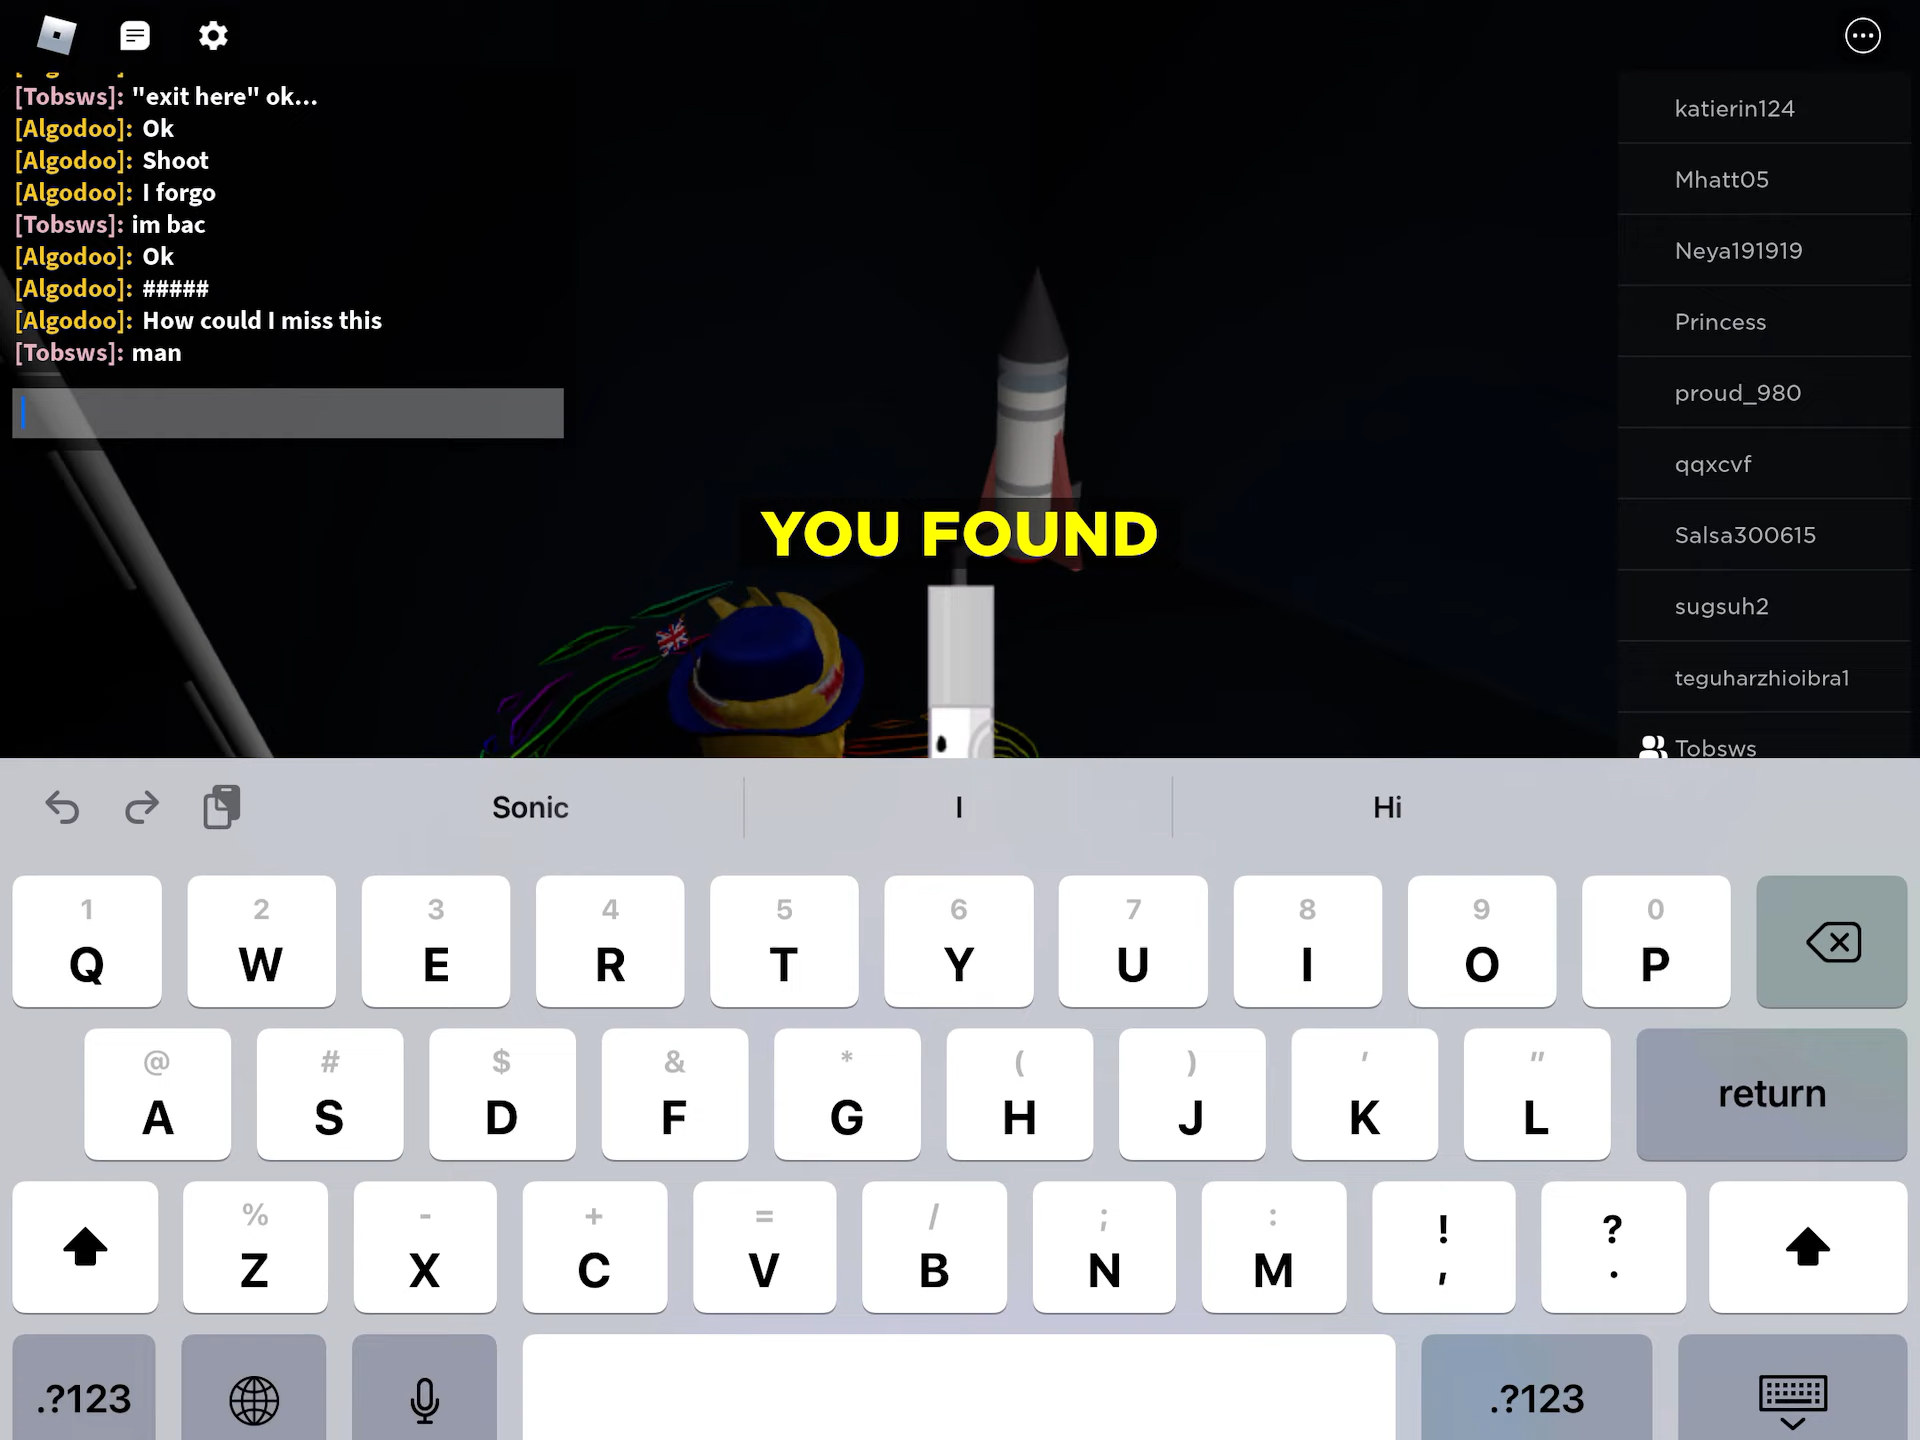 [Tobsws]: "exit here" ok...
[Algodoo]: Ok
[Algodoo]: Shoot
[Algodoo]: I forgo
[Tobsws]: im bac
[Algodoo]: Ok
[Algodoo]: #####
[Algodoo]: How could I miss this
[Tobsws]: man
katierin124
Mhatt05
Neya191919
Princess
proud_980
qqxcvf
Salsa300615
sugsuh2
teguharzhioibra1
Tobsws
YOU FOUND
Sonic I Hi
1 2 3 4 5 6 7 8 9 0
Q W E R T Y U I O P
@ # $ & * ( ) ' "
A S D F G H J K L return
% - + = / ; : ! ?
Z X C V B N M , .
.?123 .?123